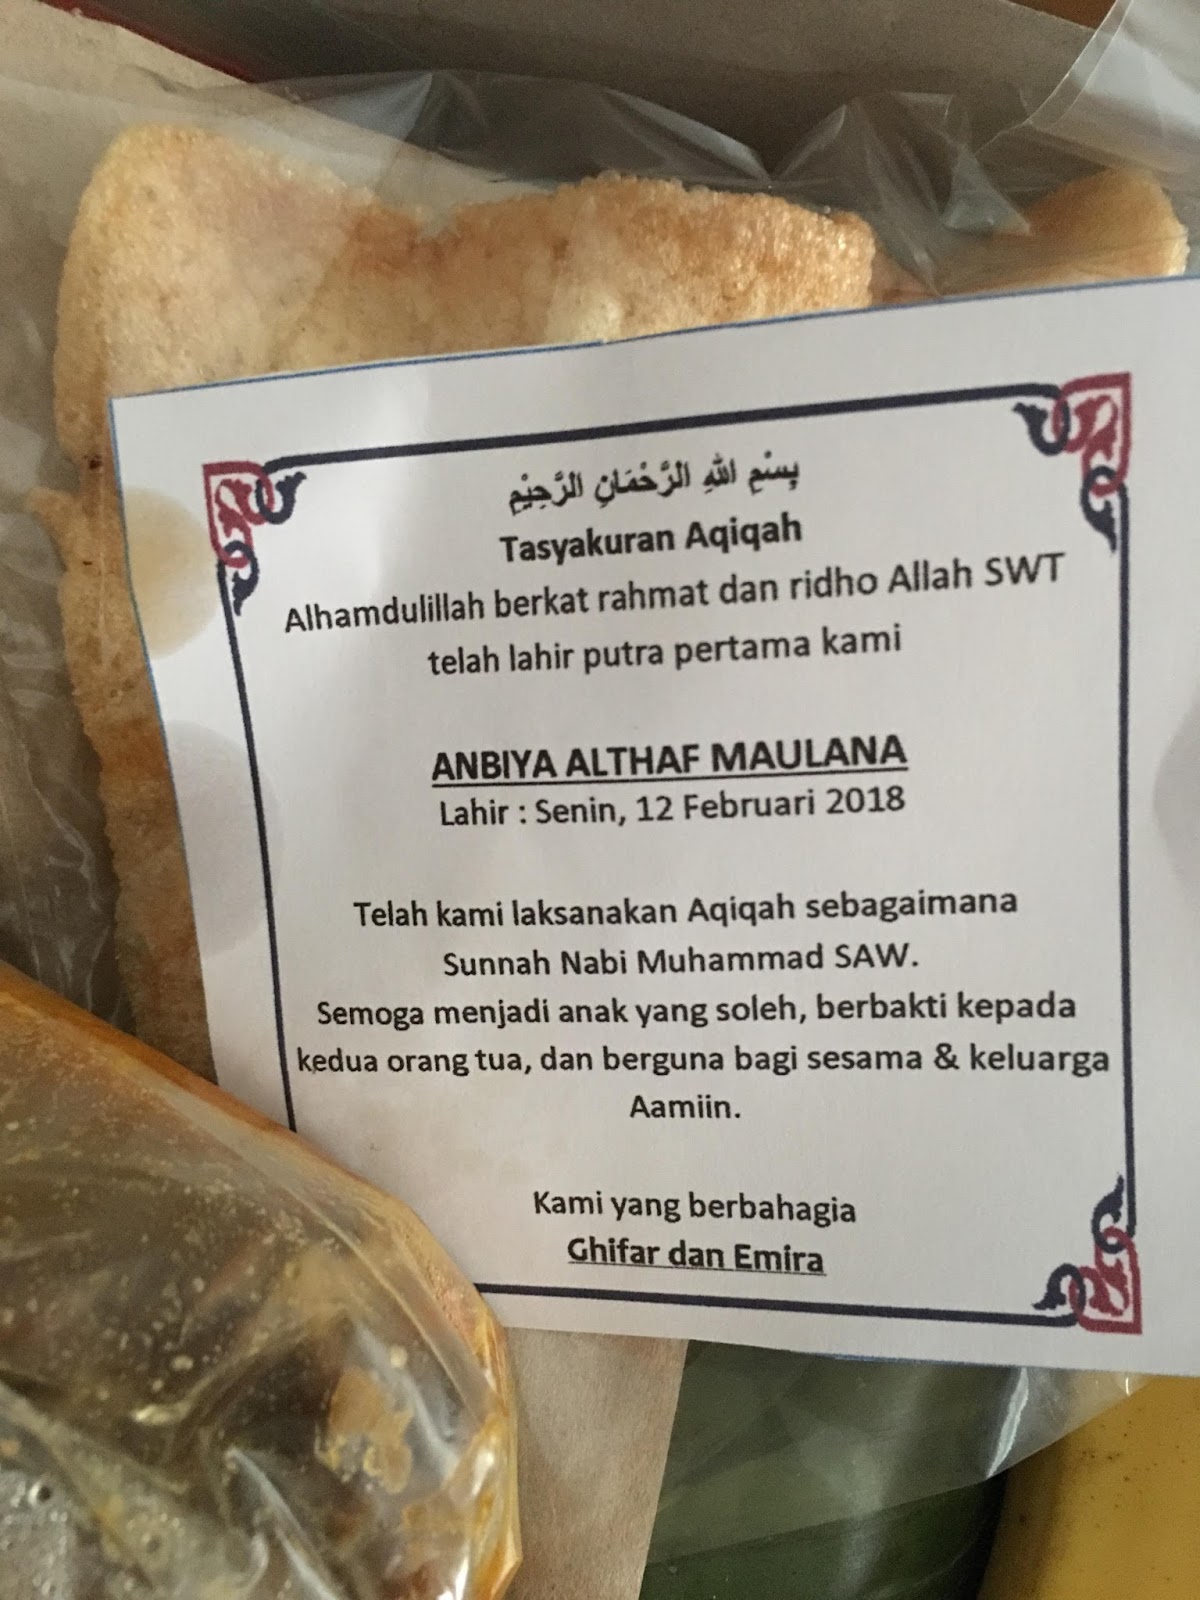 بِسْمِ اللهِ الرَّحْمَانِ الرَّحِيْمِ
Tasyakuran Aqiqah
Alhamdulillah berkat rahmat dan ridho Allah SWT
telah lahir putra pertama kami
ANBIYA ALTHAF MAULANA
Lahir : Senin, 12 Februari 2018
Telah kami laksanakan Aqiqah sebagaimana
Sunnah Nabi Muhammad SAW.
Semoga menjadi anak yang soleh, berbakti kepada
kedua orang tua, dan berguna bagi sesama & keluarga
Aamiin.
Kami yang berbahagia
Ghifar dan Emira